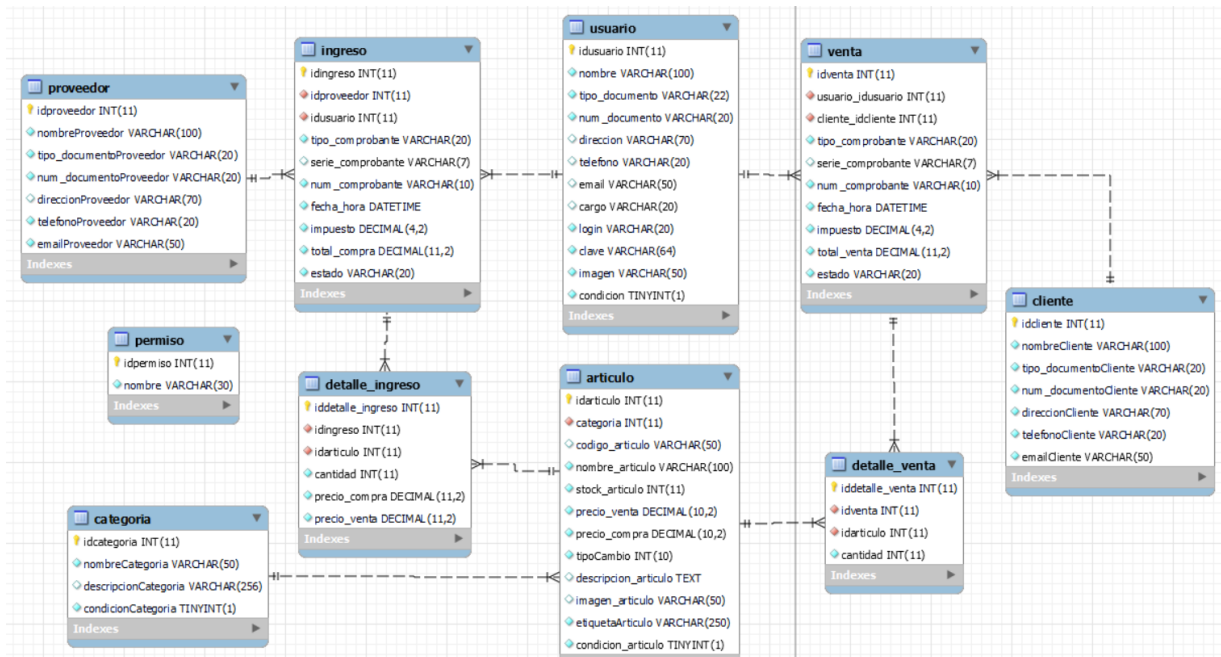 proveedor
idproveedor INT(11)
nombreProveedor VARCHAR(100)
tipo_documentoProveedor VARCHAR(20)
num_documentoProveedor VARCHAR(20)
direccionProveedor VARCHAR(70)
telefonoProveedor VARCHAR(20)
emailProveedor VARCHAR(50)
Indexes
ingreso
idingreso INT(11)
idproveedor INT(11)
idusuario INT(11)
tipo_comprobante VARCHAR(20)
serie_comprobante VARCHAR(7)
num_comprobante VARCHAR(10)
fecha_hora DATETIME
impuesto DECIMAL(4,2)
total_compra DECIMAL(11,2)
estado VARCHAR(20)
Indexes
usuario
idusuario INT(11)
nombre VARCHAR(100)
tipo_documento VARCHAR(22)
num_documento VARCHAR(20)
direccion VARCHAR(70)
telefono VARCHAR(20)
email VARCHAR(50)
cargo VARCHAR(20)
login VARCHAR(20)
clave VARCHAR(64)
imagen VARCHAR(50)
condicion TINYINT(1)
Indexes
venta
idventa INT(11)
usuario_idusuario INT(11)
cliente_idcliente INT(11)
tipo_comprobante VARCHAR(20)
serie_comprobante VARCHAR(7)
num_comprobante VARCHAR(10)
fecha_hora DATETIME
impuesto DECIMAL(4,2)
total_venta DECIMAL(11,2)
estado VARCHAR(20)
Indexes
cliente
idcliente INT(11)
nombreCliente VARCHAR(100)
tipo_documentoCliente VARCHAR(20)
num_documentoCliente VARCHAR(20)
direccionCliente VARCHAR(70)
telefonoCliente VARCHAR(20)
emailCliente VARCHAR(50)
Indexes
permiso
idpermiso INT(11)
nombre VARCHAR(30)
Indexes
detalle_ingreso
iddetalle_ingreso INT(11)
idingreso INT(11)
idarticulo INT(11)
cantidad INT(11)
precio_compra DECIMAL(11,2)
precio_venta DECIMAL(11,2)
Indexes
articulo
idarticulo INT(11)
categoria INT(11)
codigo_articulo VARCHAR(50)
nombre_articulo VARCHAR(100)
stock_articulo INT(11)
precio_venta DECIMAL(10,2)
precio_compra DECIMAL(10,2)
tipoCambio INT(10)
descripcion_articulo TEXT
imagen_articulo VARCHAR(50)
etiquetaArticulo VARCHAR(250)
condicion_articulo TINYINT(1)
detalle_venta
iddetalle_venta INT(11)
idventa INT(11)
idarticulo INT(11)
cantidad INT(11)
Indexes
categoria
idcategoria INT(11)
nombreCategoria VARCHAR(50)
descripcionCategoria VARCHAR(256)
condicionCategoria TINYINT(1)
Indexes